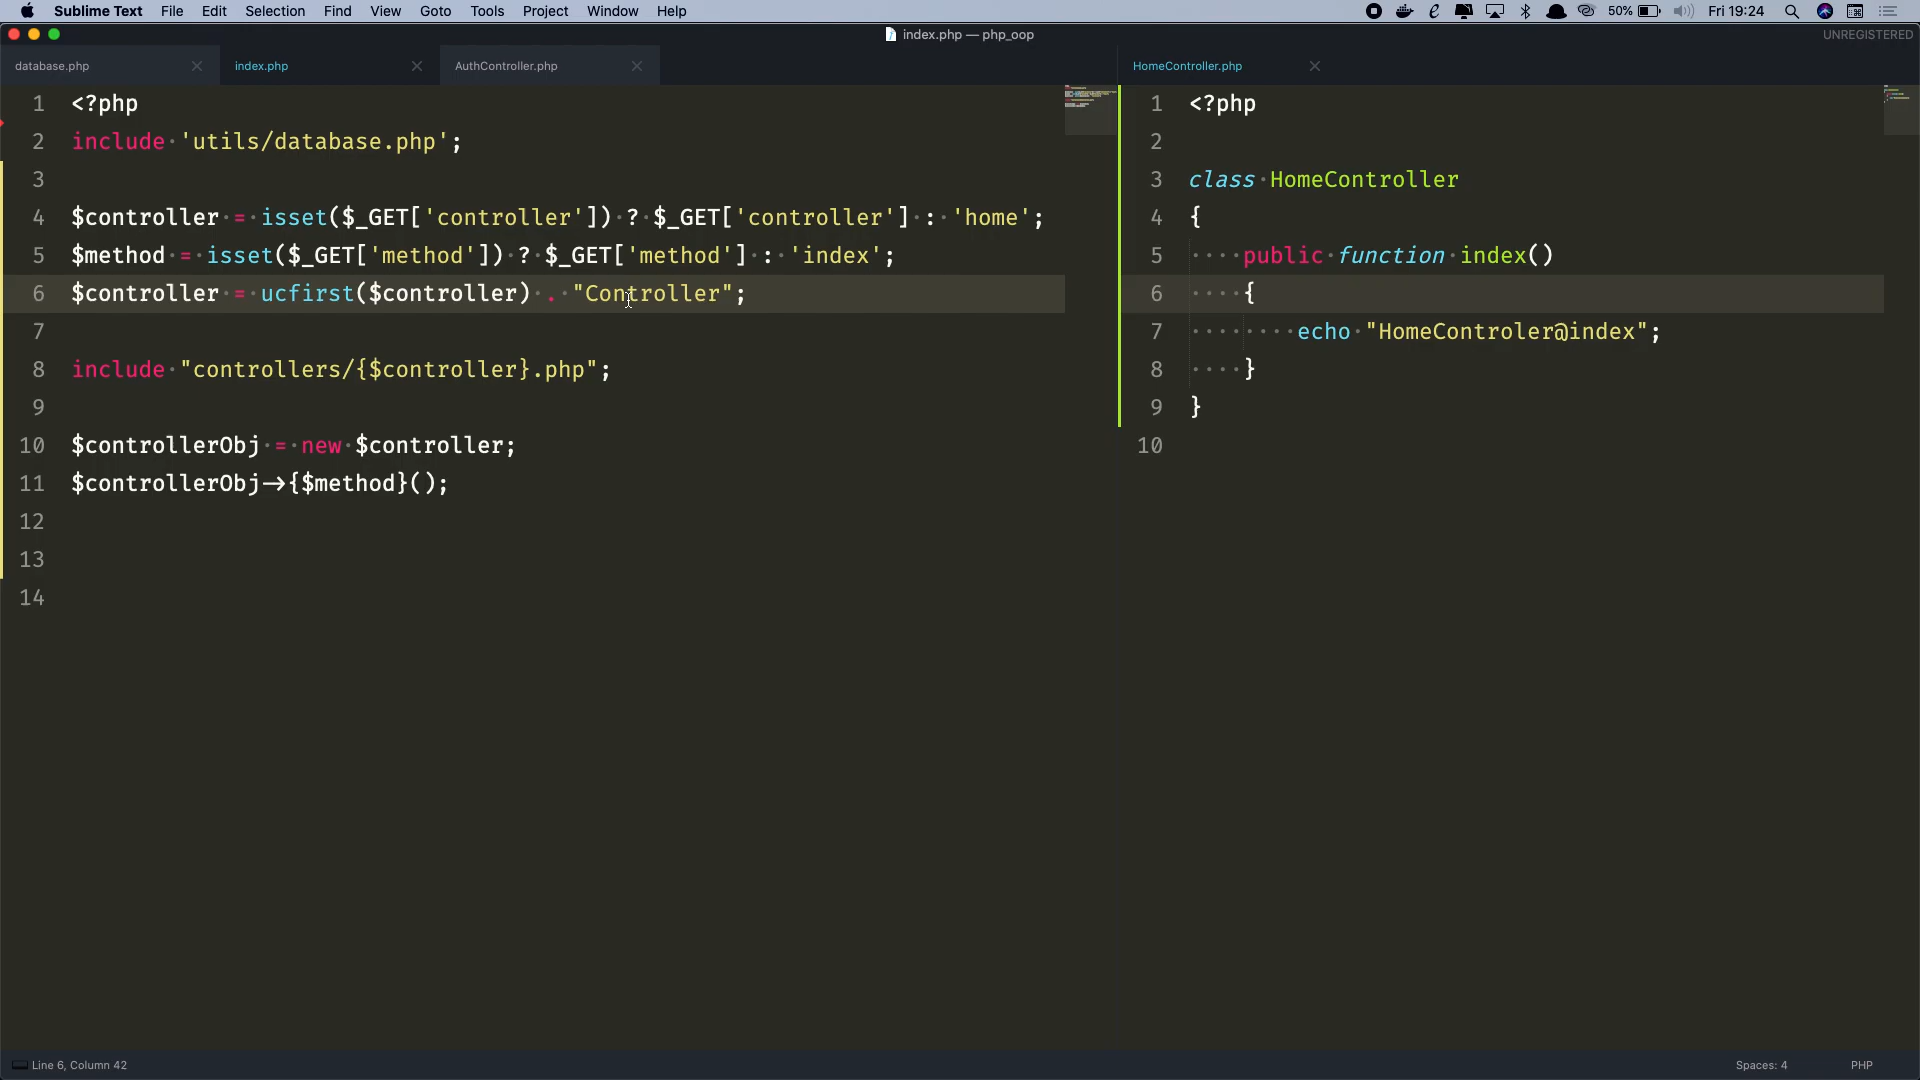 Sublime Text File Edit Selection Find View Goto Tools Project Window Help 50% Fri 19:24
index.php — php_oop UNREGISTERED
database.php index.php AuthController.php
1 <?php
2 include 'utils/database.php';
3
4 $controller = isset($_GET['controller']) ? $_GET['controller'] : 'home';
5 $method = isset($_GET['method']) ? $_GET['method'] : 'index';
6 $controller = ucfirst($controller) . "Controller";
7
8 include "controllers/{$controller}.php";
9
10 $controllerObj = new $controller;
11 $controllerObj->{$method}();
12
13
14
HomeController.php
1 <?php
2
3 class HomeController
4 {
5 public function index()
6 {
7 echo "HomeControler@index";
8 }
9 }
10
Line 6, Column 42 Spaces: 4 PHP